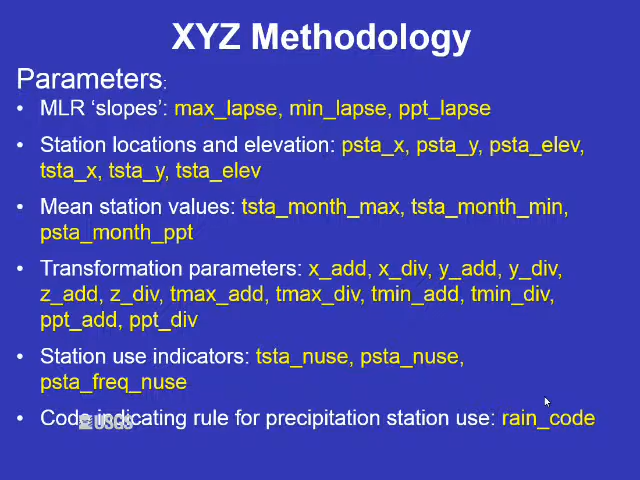 XYZ Methodology
Parameters:
• MLR ‘slopes’: max_lapse, min_lapse, ppt_lapse
• Station locations and elevation: psta_x, psta_y, psta_elev,
tsta_x, tsta_y, tsta_elev
• Mean station values: tsta_month_max, tsta_month_min,
psta_month_ppt
• Transformation parameters: x_add, x_div, y_add, y_div,
z_add, z_div, tmax_add, tmax_div, tmin_add, tmin_div,
ppt_add, ppt_div
• Station use indicators: tsta_nuse, psta_nuse,
psta_freq_nuse
• Code indicating rule for precipitation station use: rain_code
USGS